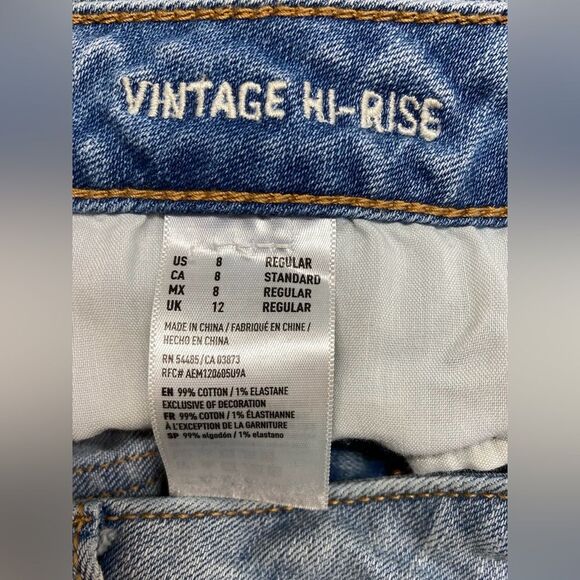 VINTAGE HI-RISE
US 8 REGULAR
CA 8 STANDARD
MX 8 REGULAR
UK 12 REGULAR
MADE IN CHINA / FABRIQUÉ EN CHINE /
HECHO EN CHINA
RN 54485 / CA 03873
RFC# AEM120605U9A
EN 99% COTTON / 1% ELASTANE
EXCLUSIVE OF DECORATION
FR 99% COTON / 1% ÉLASTHANNE
À L'EXCEPTION DE LA GARNITURE
SP 99% algodón / 1% elastano